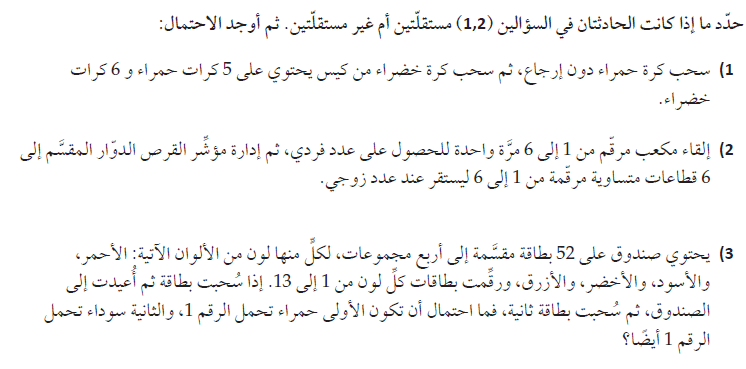 حدّد ما إذا كانت الحادثتان في السؤالين (1,2) مستقلّتين أم غير مستقلّتين. ثم أوجد الاحتمال:
1) سحب كرة حمراء دون إرجاع، ثم سحب كرة خضراء من كيس يحتوي على 5 كرات حمراء و 6 كرات
خضراء.
2) إلقاء مكعب مرقّم من 1 إلى 6 مرَّة واحدة للحصول على عدد فردي، ثم إدارة مؤشِّر القرص الدوّار المقسَّم إلى
6 قطاعات متساوية مرقّمة من 1 إلى 6 ليستقر عند عدد زوجي.
3) يحتوي صندوق على 52 بطاقة مقسَّمة إلى أربع مجموعات، لكلٍّ منها لون من الألوان الآتية: الأحمر،
والأسود، والأخضر، والأزرق، ورقِّمت بطاقات كلِّ لون من 1 إلى 13. إذا سُحبت بطاقة ثم أُعيدت إلى
الصندوق، ثم سُحبت بطاقة ثانية، فما احتمال أن تكون الأولى حمراء تحمل الرقم 1، والثانية سوداء تحمل
الرقم 1 أيضًا؟